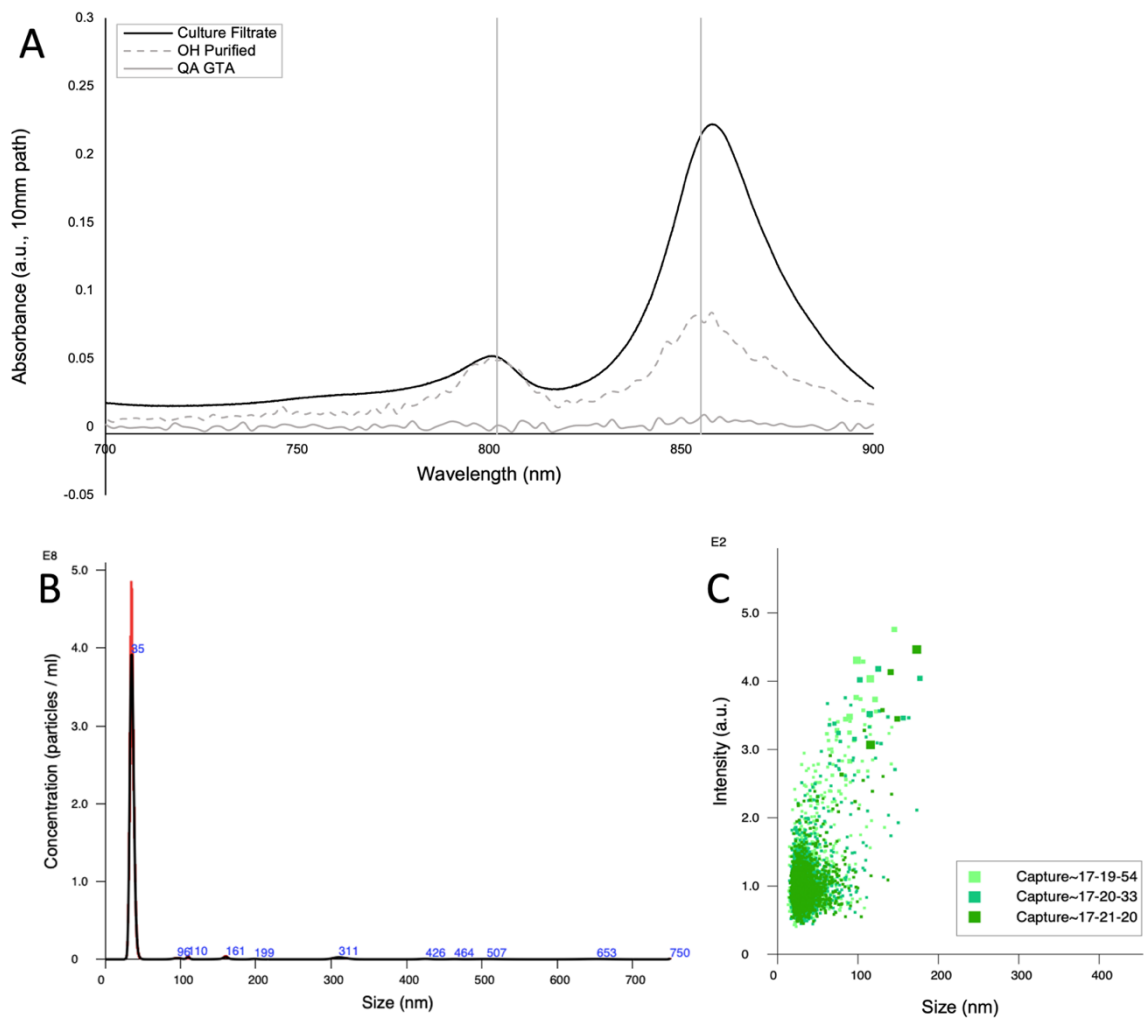 A
Culture Filtrate
OH Purified
QA GTA
0.3
0.25
0.2
0.15
0.1
0.05
0
-0.05
Absorbance (a.u., 10mm path)
700
750
800
850
900
Wavelength (nm)
B
E8
5.0
4.0
3.0
2.0
1.0
0
Concentration (particles / ml)
35
96
110
161
199
311
426
464
507
653
750
0
100
200
300
400
500
600
700
Size (nm)
C
E2
5.0
4.0
3.0
2.0
1.0
0
Intensity (a.u.)
Capture~17-19-54
Capture~17-20-33
Capture~17-21-20
0
100
200
300
400
Size (nm)